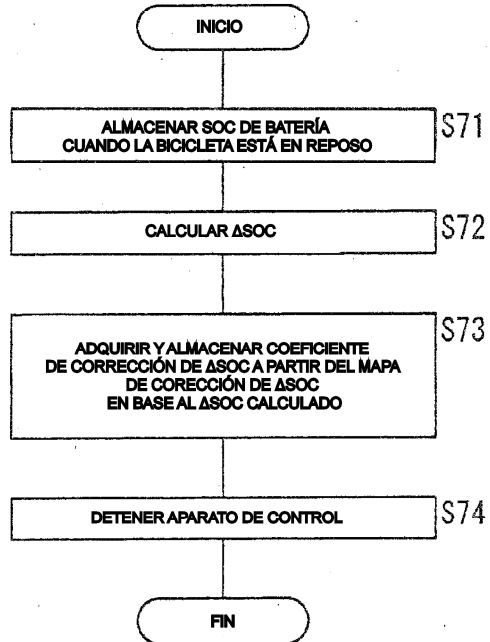 INICIO
ALMACENAR SOC DE BATERÍA
CUANDO LA BICICLETA ESTÁ EN REPOSO
S71
CALCULAR ΔSOC
S72
ADQUIRIR Y ALMACENAR COEFICIENTE
DE CORRECCIÓN DE ΔSOC A PARTIR DEL MAPA
DE CORECCIÓN DE ΔSOC
EN BASE AL ΔSOC CALCULADO
S73
DETENER APARATO DE CONTROL
S74
FIN